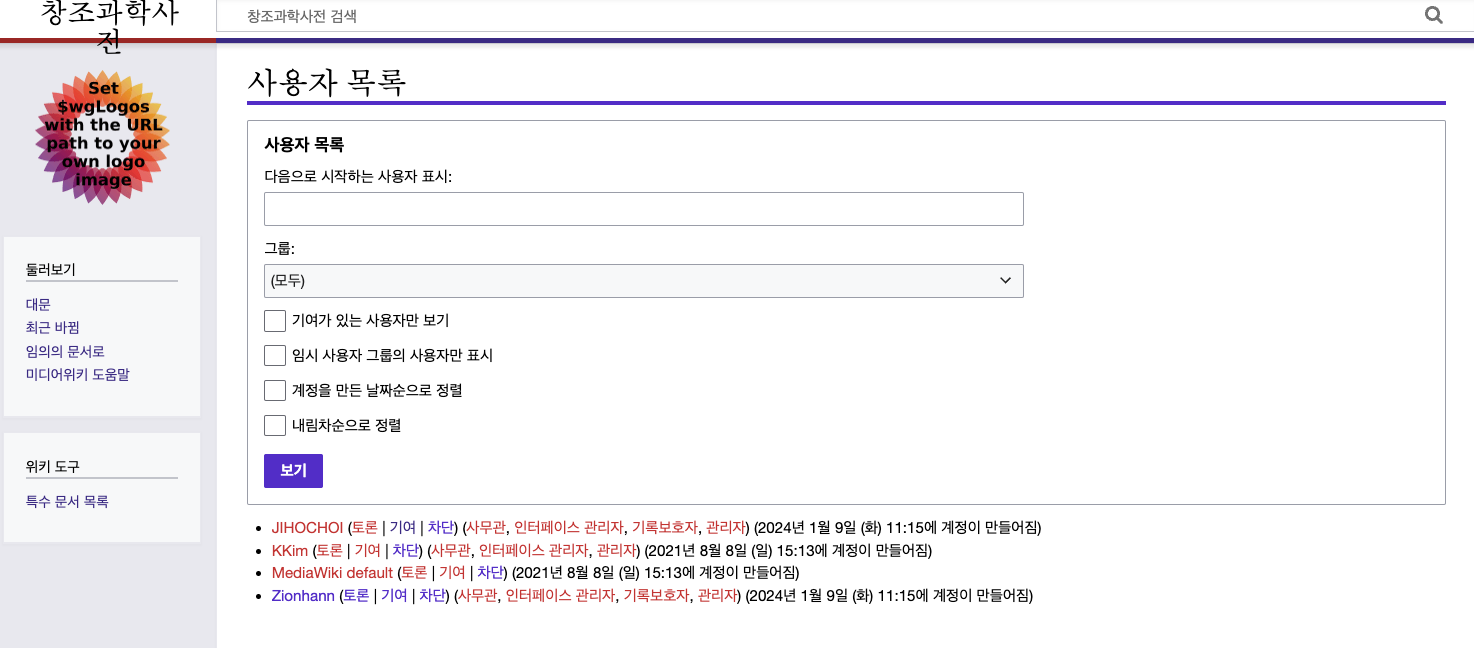 창조과학사
전
창조과학사전 검색
Set
$wgLogos
with the URL
path to your
own logo
image
둘러보기
대문
최근 바뀜
임의의 문서로
미디어위키 도움말
위키 도구
특수 문서 목록
사용자 목록
사용자 목록
다음으로 시작하는 사용자 표시:
그룹:
(모두)
기여가 있는 사용자만 보기
임시 사용자 그룹의 사용자만 표시
계정을 만든 날짜순으로 정렬
내림차순으로 정렬
보기
JIHOCHOI (토론 | 기여 | 차단) (사무관, 인터페이스 관리자, 기록보호자, 관리자) (2024년 1월 9일 (화) 11:15에 계정이 만들어짐)
KKim (토론 | 기여 | 차단) (사무관, 인터페이스 관리자, 관리자) (2021년 8월 8일 (일) 15:13에 계정이 만들어짐)
MediaWiki default (토론 | 기여 | 차단) (2021년 8월 8일 (일) 15:13에 계정이 만들어짐)
Zionhann (토론 | 기여 | 차단) (사무관, 인터페이스 관리자, 기록보호자, 관리자) (2024년 1월 9일 (화) 11:15에 계정이 만들어짐)